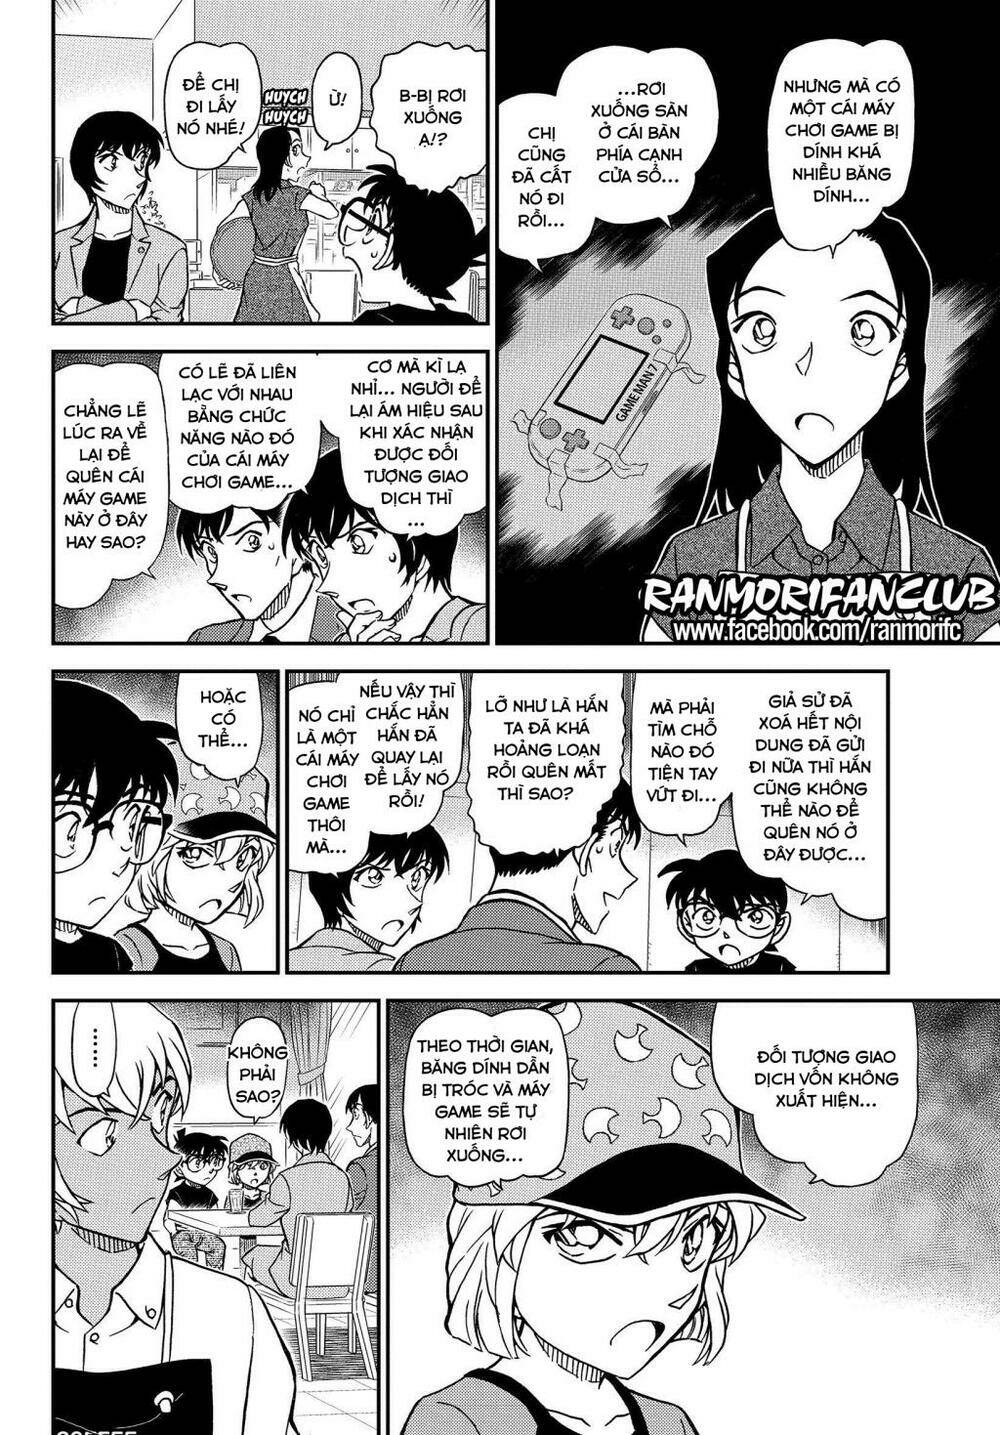 NHƯNG MÀ CÓ
MỘT CÁI MÁY
CHƠI GAME BỊ
DÍNH KHÁ
NHIỀU BĂNG
DÍNH...
...RƠI
XUỐNG SÀN
Ở CÁI BÀN
PHÍA CẠNH
CỬA SỔ...
CHỊ
CŨNG
ĐÃ CẤT
NÓ ĐI
RỒI...
GAME MAN 7
RANMORIFANCLUB
www.facebook.com/ranmorifc
B-BỊ RƠI
XUỐNG
Ạ!?
Ừ!
HUYCH
HUYCH
ĐỂ CHỊ
ĐI LẤY
NÓ NHÉ!
CƠ MÀ KÌ LẠ
NHỈ... NGƯỜI ĐỂ
LẠI ÁM HIỆU SAU
KHI XÁC NHẬN
ĐƯỢC ĐỐI
TƯỢNG GIAO
DỊCH THÌ
...
CÓ LẼ ĐÃ LIÊN
LẠC VỚI NHAU
BẰNG CHỨC
NĂNG NÀO ĐÓ
CỦA CÁI MÁY
CHƠI GAME...
CHẲNG LẼ
LÚC RA VỀ
LẠI ĐỂ
QUÊN CÁI
MÁY GAME
NÀY Ở ĐÂY
HAY SAO?
GIẢ SỬ ĐÃ
XOÁ HẾT NỘI
DUNG ĐÃ GỬI
ĐI NỮA THÌ HẮN
CŨNG KHÔNG
THỂ NÀO ĐỂ
QUÊN NÓ Ở
ĐÂY ĐƯỢC...
MÀ PHẢI
TÌM CHỖ
NÀO ĐÓ
TIỆN TAY
VỨT ĐI...
LỠ NHƯ LÀ HẮN
TA ĐÃ KHÁ
HOẢNG LOẠN
RỒI QUÊN MẤT
THÌ SAO?
NẾU VẬY THÌ
CHẮC HẲN
HẮN ĐÃ
QUAY LẠI
ĐỂ LẤY NÓ
RỒI!
NÓ CHỈ
LÀ MỘT
CÁI MÁY
CHƠI
GAME
THÔI
MÀ...
HOẶC
CÓ
THỂ...
ĐỐI TƯỢNG GIAO
DỊCH VỐN KHÔNG
XUẤT HIỆN...
THEO THỜI GIAN,
BĂNG DÍNH DẦN
BỊ TRÓC VÀ MÁY
GAME SẼ TỰ
NHIÊN RƠI
XUỐNG...
KHÔNG
PHẢI
SAO?
......